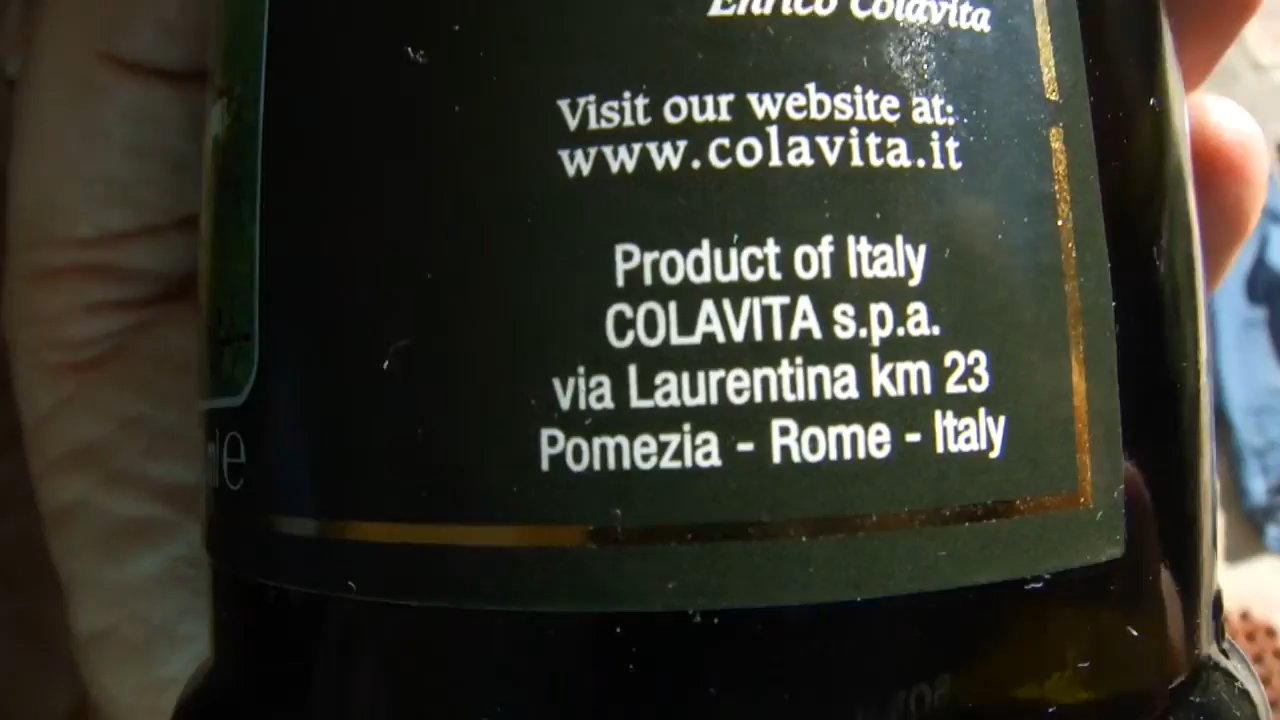 Enrico Colavita
Visit our website at:
www.colavita.it
Product of Italy
COLAVITA s.p.a.
via Laurentina km 23
Pomezia - Rome - Italy